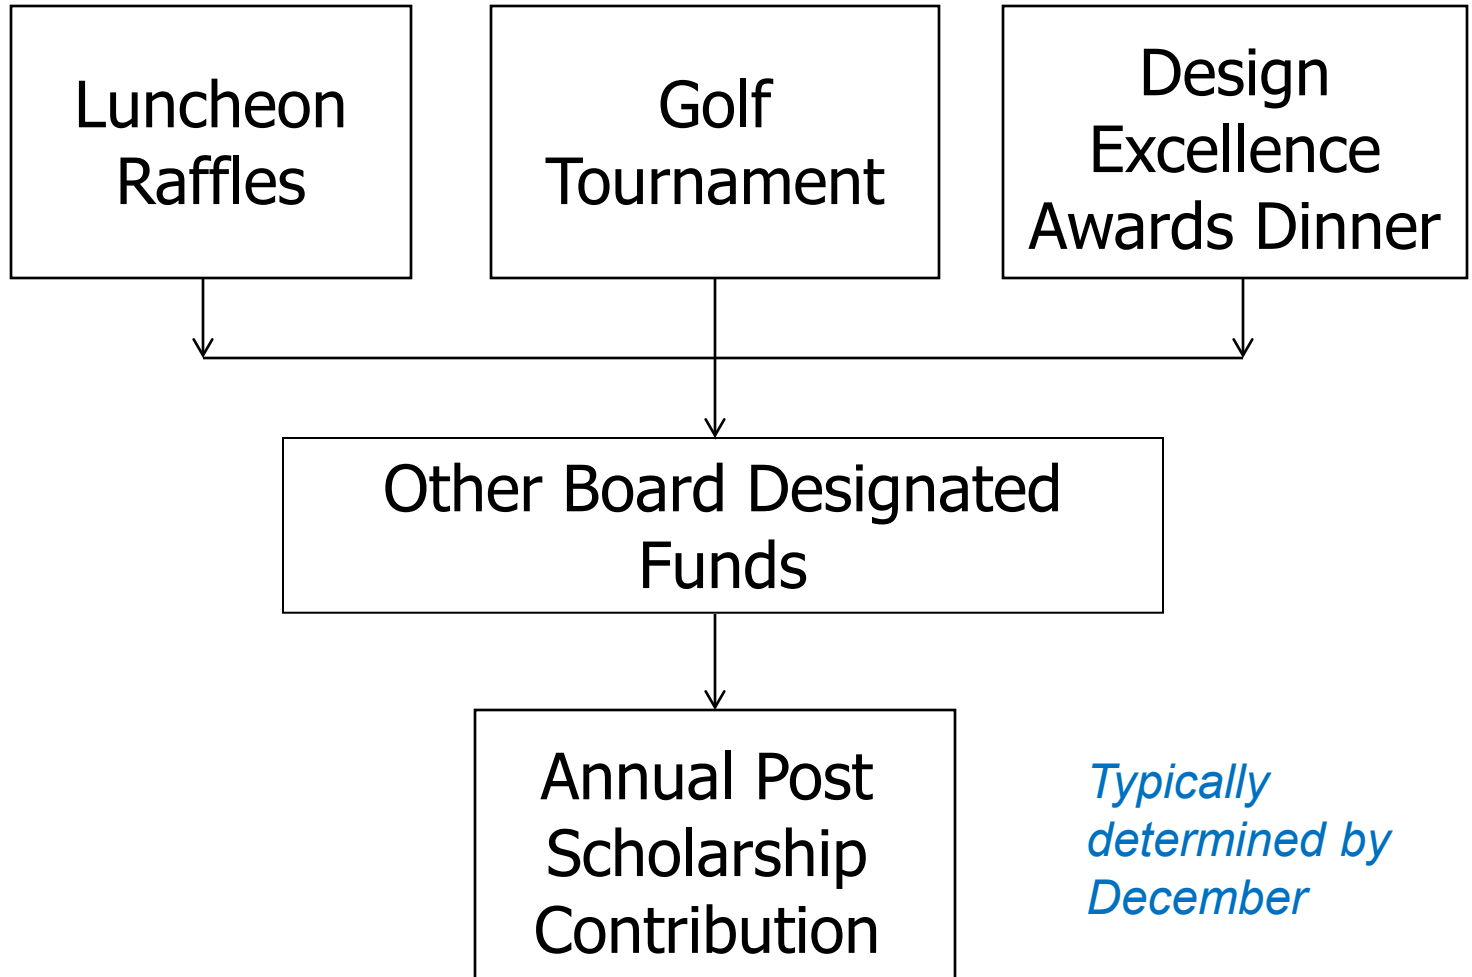 Luncheon
Raffles
Golf
Tournament
Design
Excellence
Awards Dinner
Other Board Designated
Funds
Annual Post
Scholarship
Contribution
Typically
determined by
December